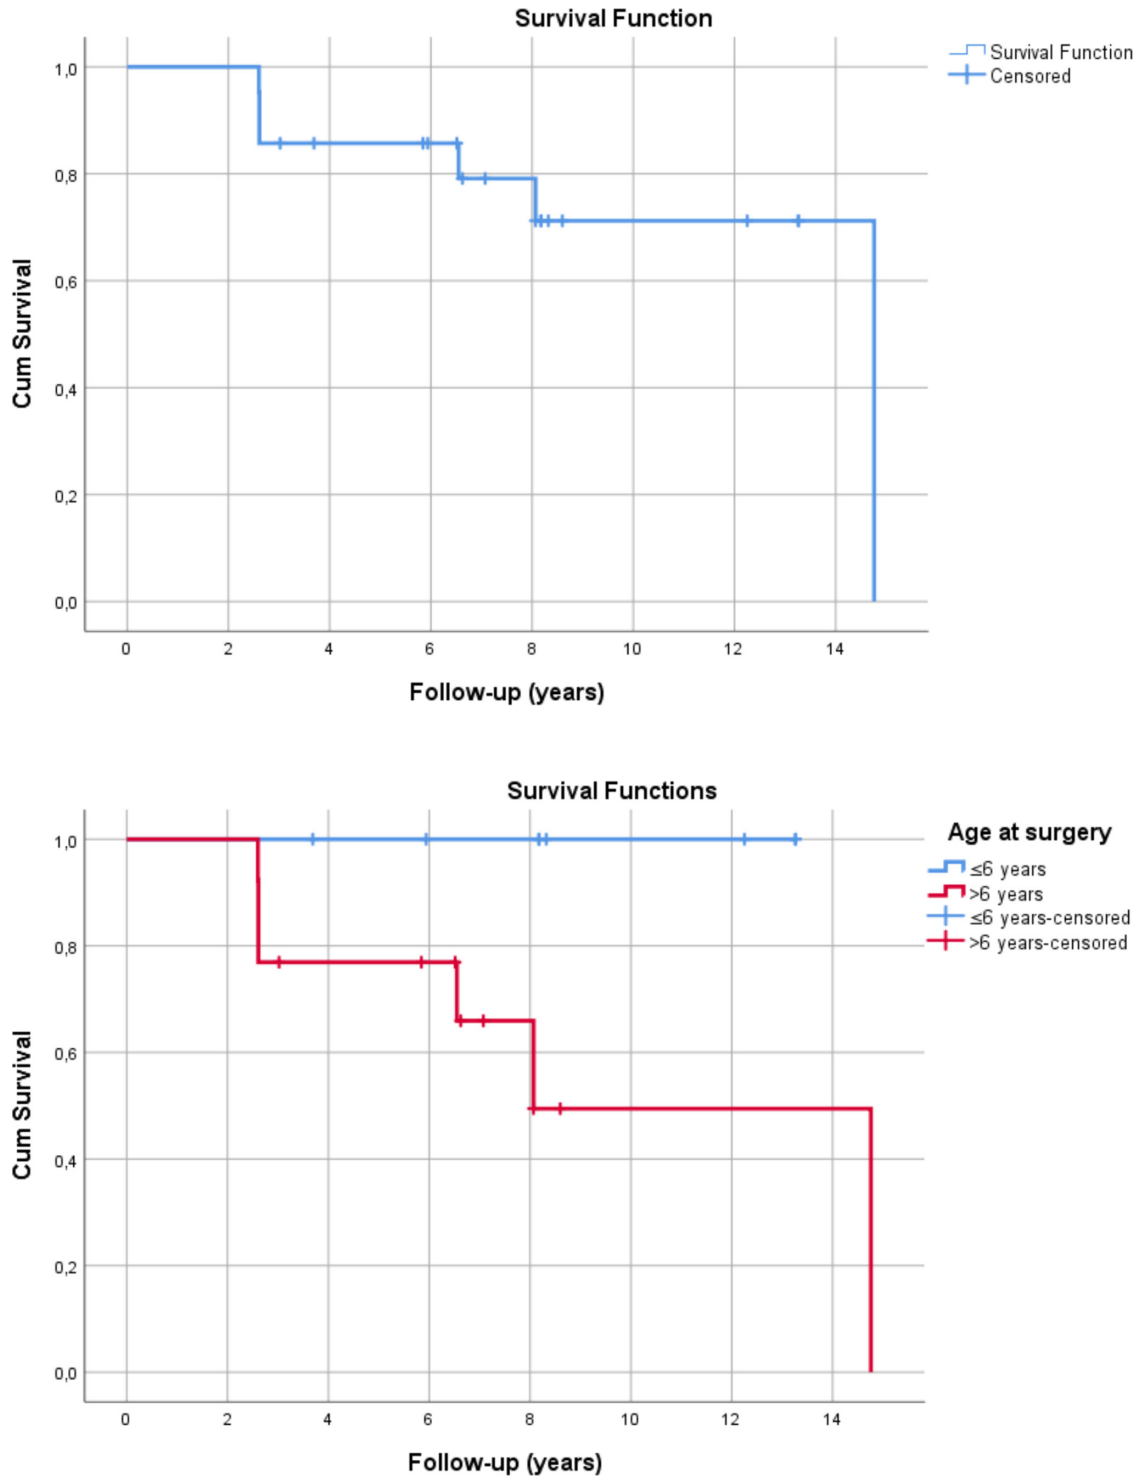 Survival Function
Survival Function
Censored
1,0
0,8
0,6
0,4
0,2
0,0
Cum Survival
0 2 4 6 8 10 12 14
Follow-up (years)
Survival Functions
Age at surgery
≤6 years
>6 years
≤6 years-censored
>6 years-censored
1,0
0,8
0,6
0,4
0,2
0,0
Cum Survival
0 2 4 6 8 10 12 14
Follow-up (years)